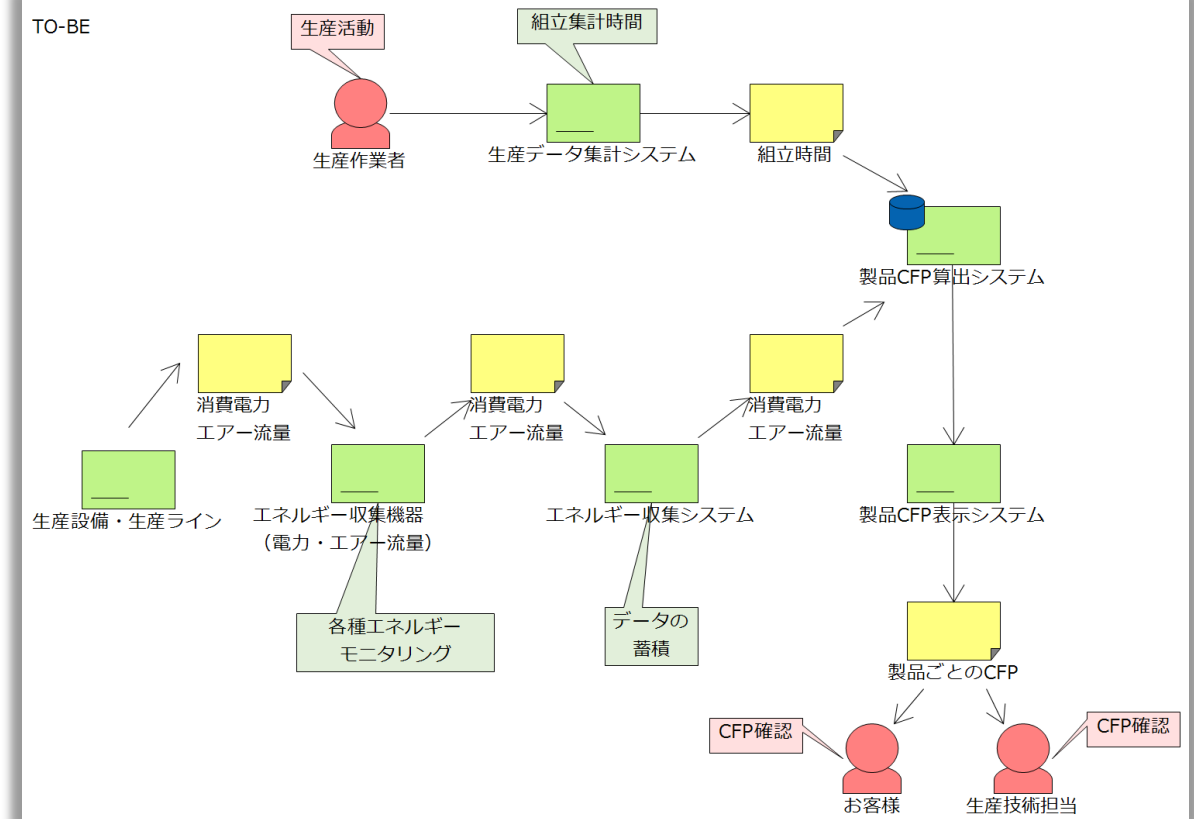 TO-BE
生産活動
組立集計時間
生産作業者
生産データ集計システム
組立時間
製品CFP算出システム
消費電力
エアー流量
消費電力
エアー流量
消費電力
エアー流量
生産設備・生産ライン
エネルギー収集機器
（電力・エアー流量）
エネルギー収集システム
製品CFP表示システム
各種エネルギー
モニタリング
データの
蓄積
製品ごとのCFP
CFP確認
CFP確認
お客様
生産技術担当